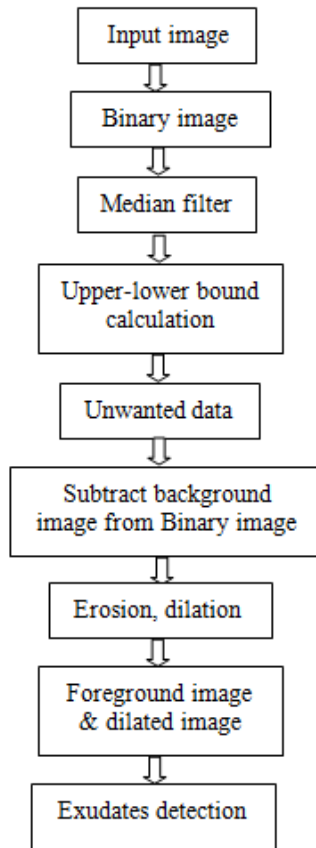 Input image
Binary image
Median filter
Upper-lower bound
calculation
Unwanted data
Subtract background
image from Binary image
Erosion, dilation
Foreground image
& dilated image
Exudates detection